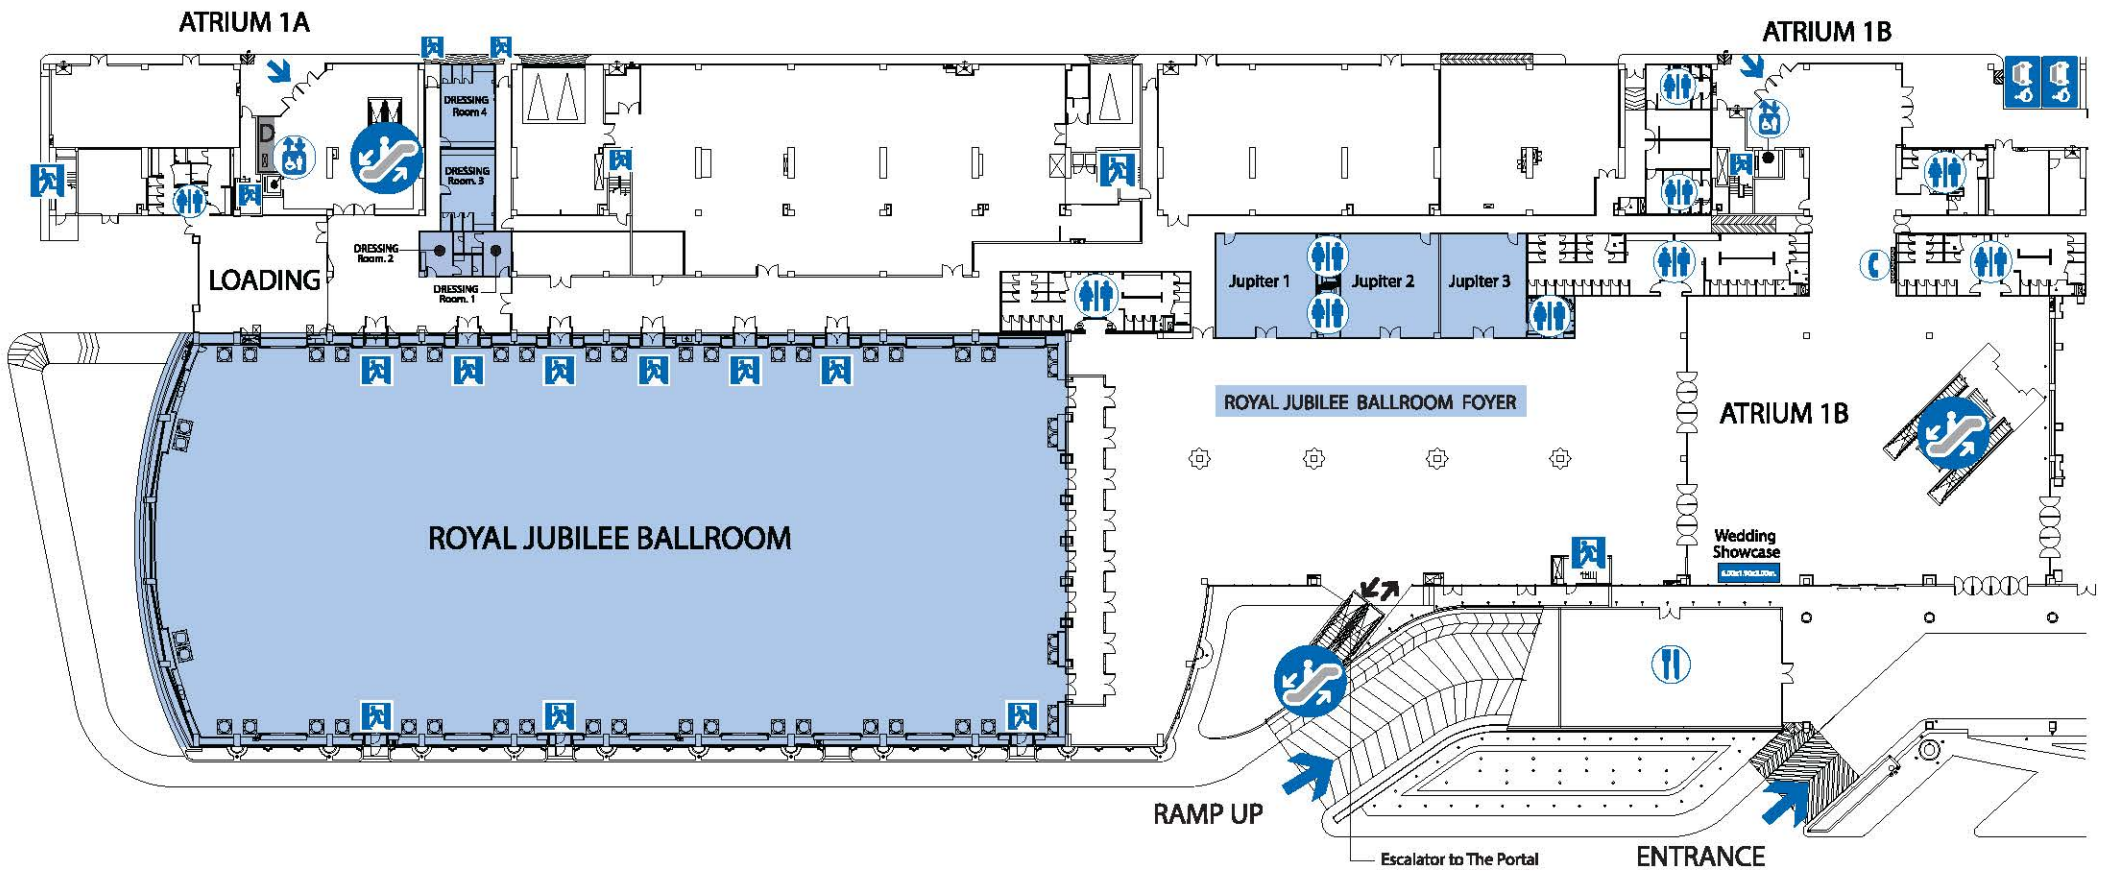 ATRIUM 1A
ATRIUM 1B
DRESSING
Room 4
DRESSING
Room. 3
DRESSING
Room. 2
DRESSING
Room. 1
LOADING
Jupiter 1
Jupiter 2
Jupiter 3
ROYAL JUBILEE BALLROOM FOYER
ATRIUM 1B
ROYAL JUBILEE BALLROOM
Wedding
Showcase
RAMP UP
Escalator to The Portal
ENTRANCE